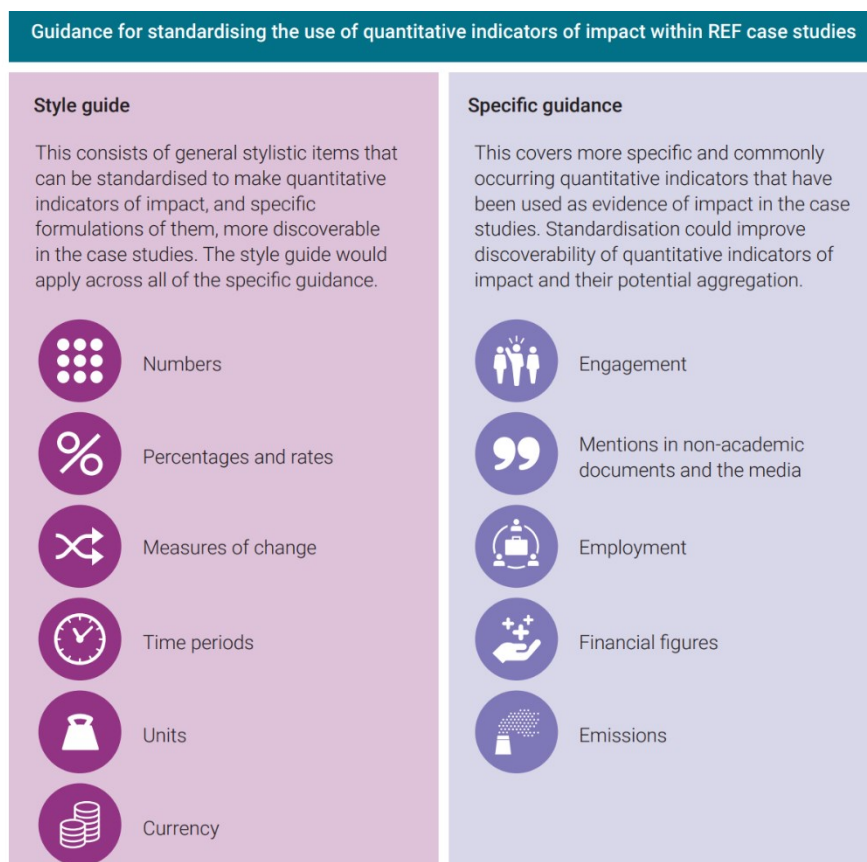 Guidance for standardising the use of quantitative indicators of impact within REF case studies
Style guide
This consists of general stylistic items that
can be standardised to make quantitative
indicators of impact, and specific
formulations of them, more discoverable
in the case studies. The style guide would
apply across all of the specific guidance.
Numbers
%
Percentages and rates
Measures of change
Time periods
Units
Currency
Specific guidance
This covers more specific and commonly
occurring quantitative indicators that have
been used as evidence of impact in the case
studies. Standardisation could improve
discoverability of quantitative indicators of
impact and their potential aggregation.
Engagement
Mentions in non-academic
documents and the media
Employment
Financial figures
Emissions